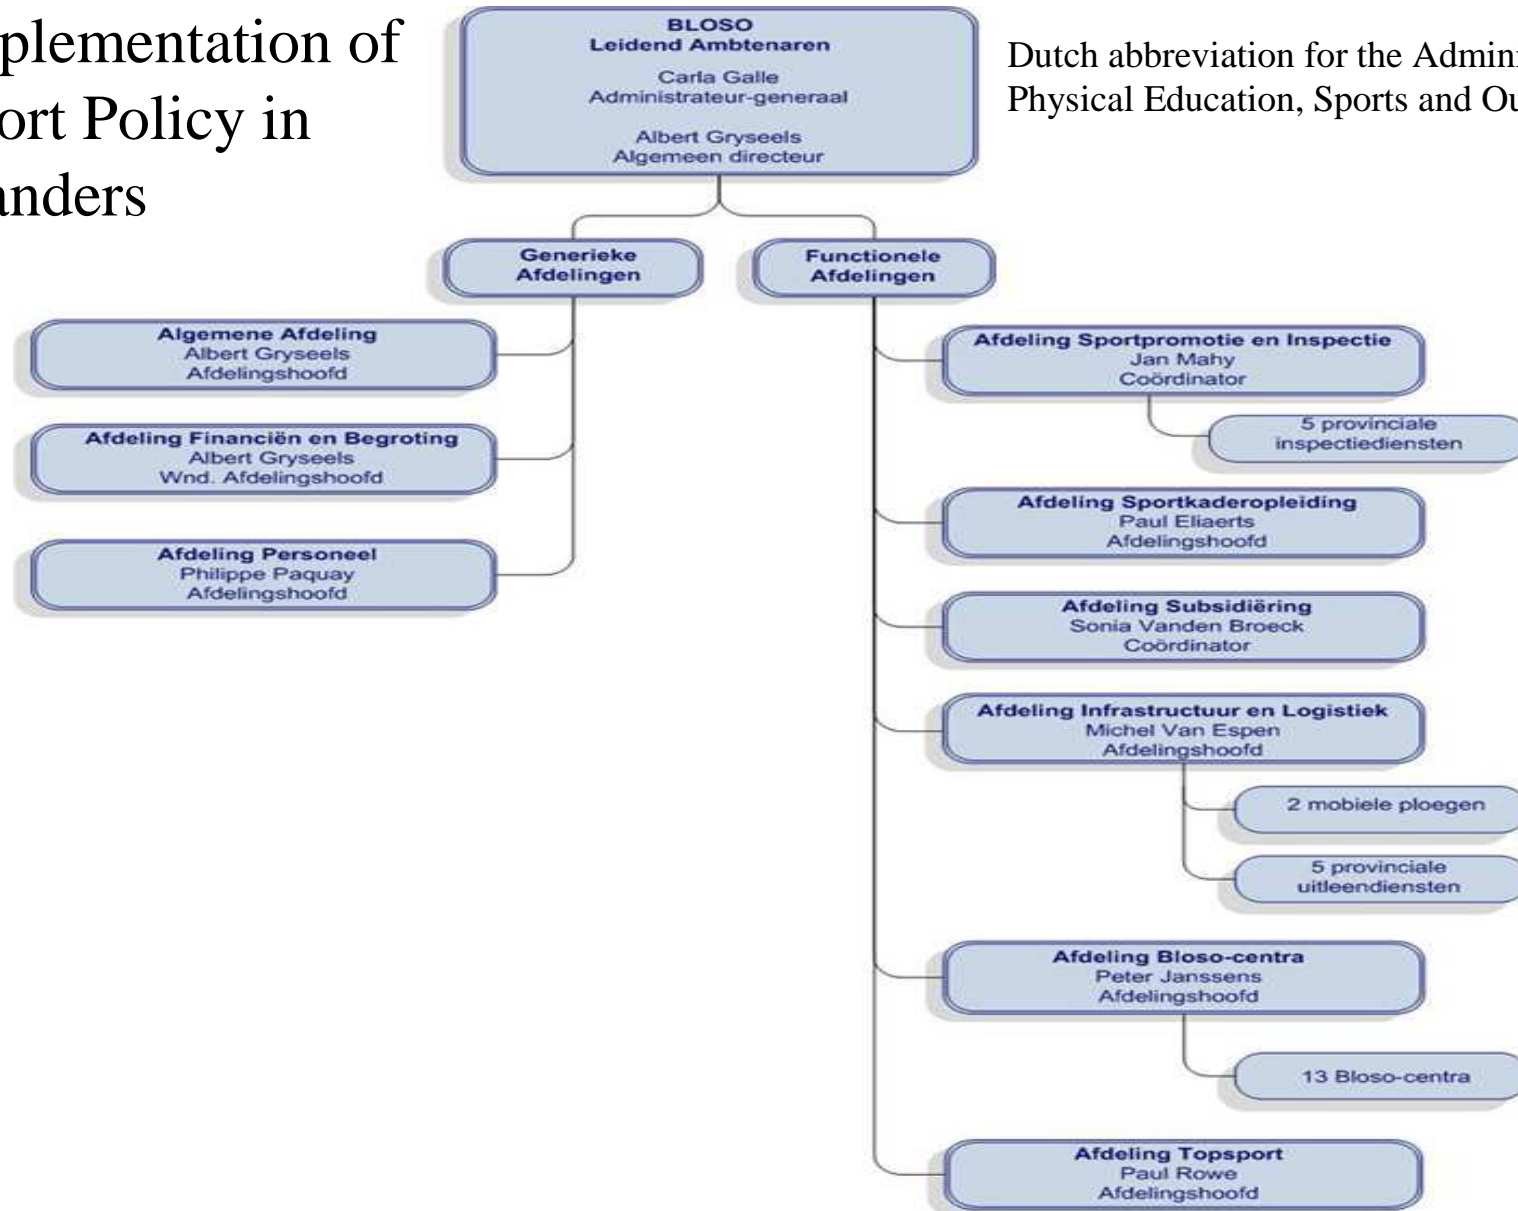 plementation of
ort Policy in
anders
BLOSO
Leidend Ambtenaren
Carla Galle
Administrateur-generaal
Albert Gryseels
Algemeen directeur
Dutch abbreviation for the Admini
Physical Education, Sports and Ou
Generieke
Afdelingen
Functionele
Afdelingen
Algemene Afdeling
Albert Gryseels
Afdelingshoofd
Afdeling Financiën en Begroting
Albert Gryseels
Wnd. Afdelingshoofd
Afdeling Personeel
Philippe Paquay
Afdelingshoofd
Afdeling Sportpromotie en Inspectie
Jan Mahy
Coördinator
5 provinciale
inspectiediensten
Afdeling Sportkaderopleiding
Paul Eliaerts
Afdelingshoofd
Afdeling Subsidiëring
Sonia Vanden Broeck
Coördinator
Afdeling Infrastructuur en Logistiek
Michel Van Espen
Afdelingshoofd
2 mobiele ploegen
5 provinciale
uitleendiensten
Afdeling Bloso-centra
Peter Janssens
Afdelingshoofd
13 Bloso-centra
Afdeling Topsport
Paul Rowe
Afdelingshoofd